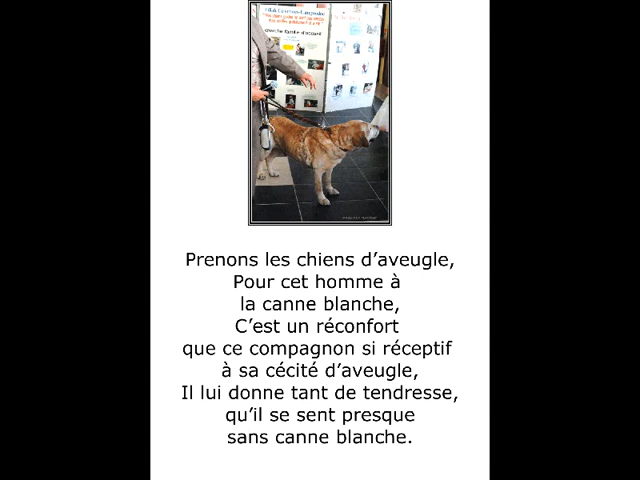 Prenons les chiens d’aveugle,
Pour cet homme à
la canne blanche,
C’est un réconfort
que ce compagnon si réceptif
à sa cécité d’aveugle,
Il lui donne tant de tendresse,
qu’il se sent presque
sans canne blanche.